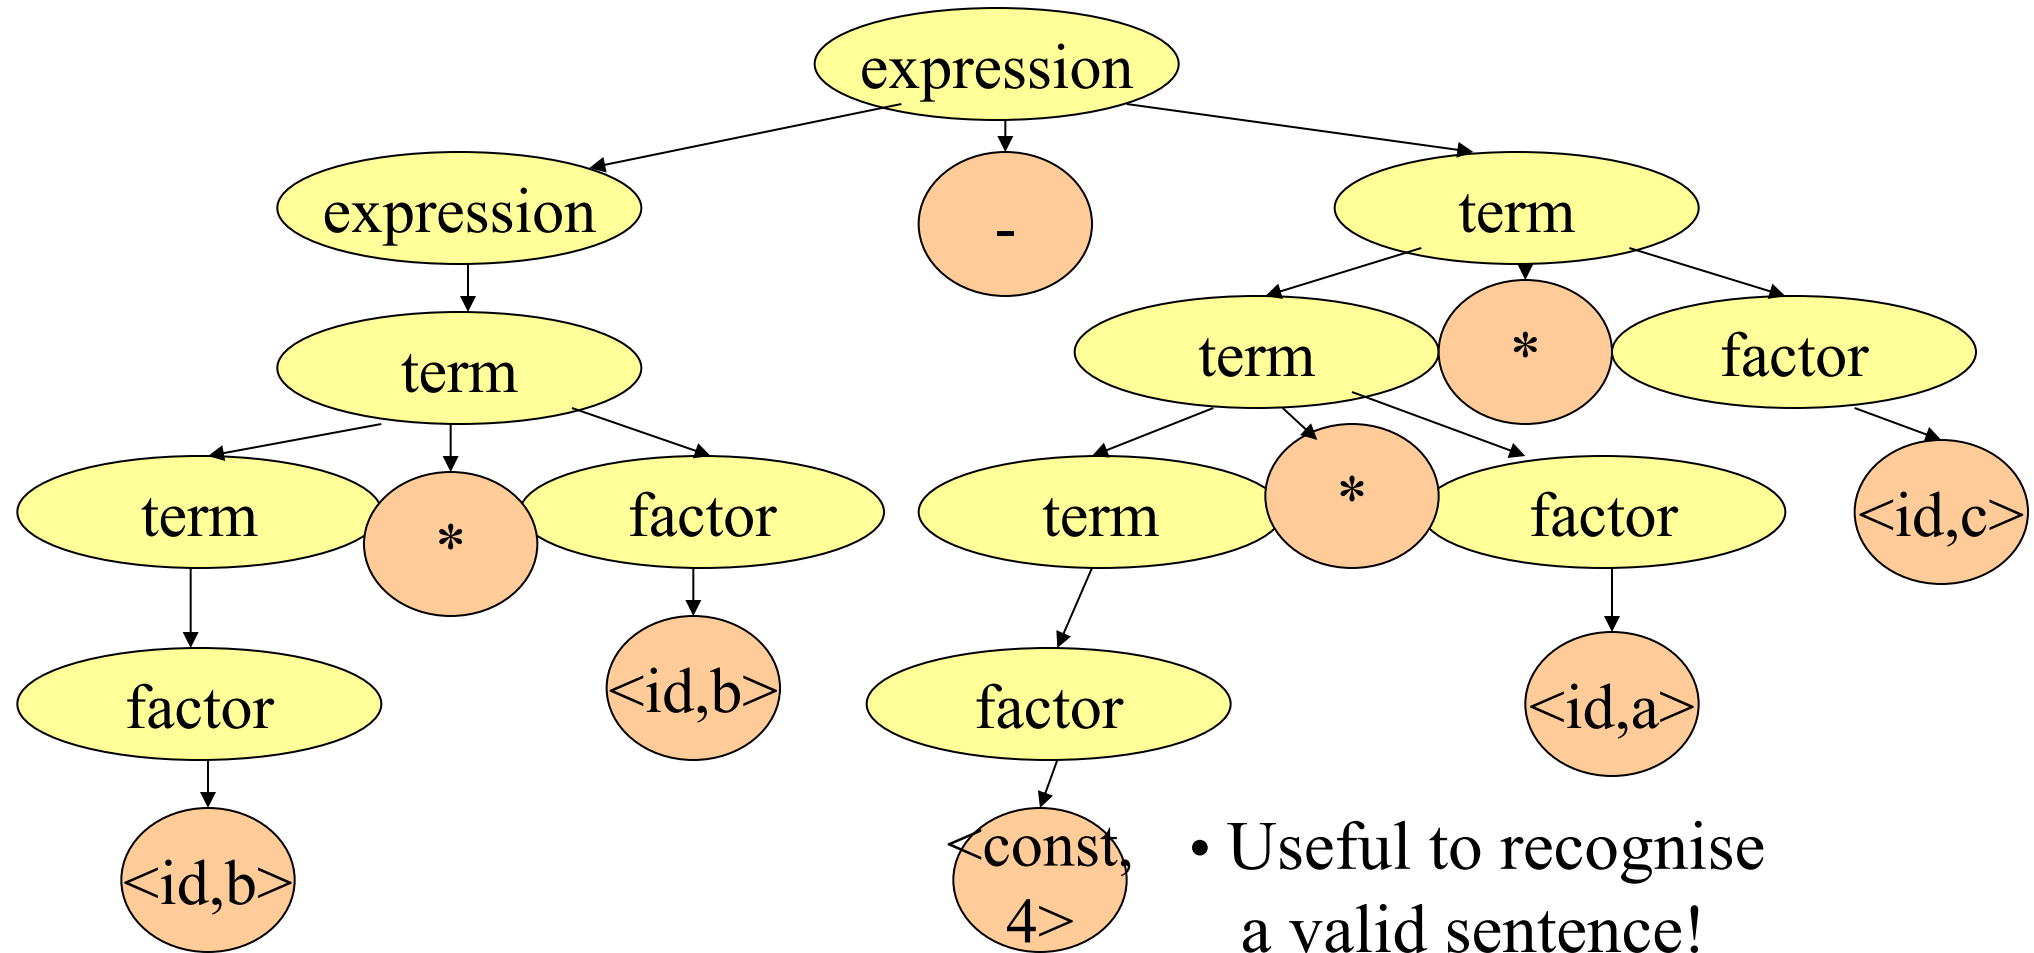 expression
expression
-
term
term
term
*
factor
term
*
factor
term
*
factor
<id,c>
factor
<id,b>
factor
<id,a>
<id,b>
<const,
4>
• Useful to recognise
a valid sentence!